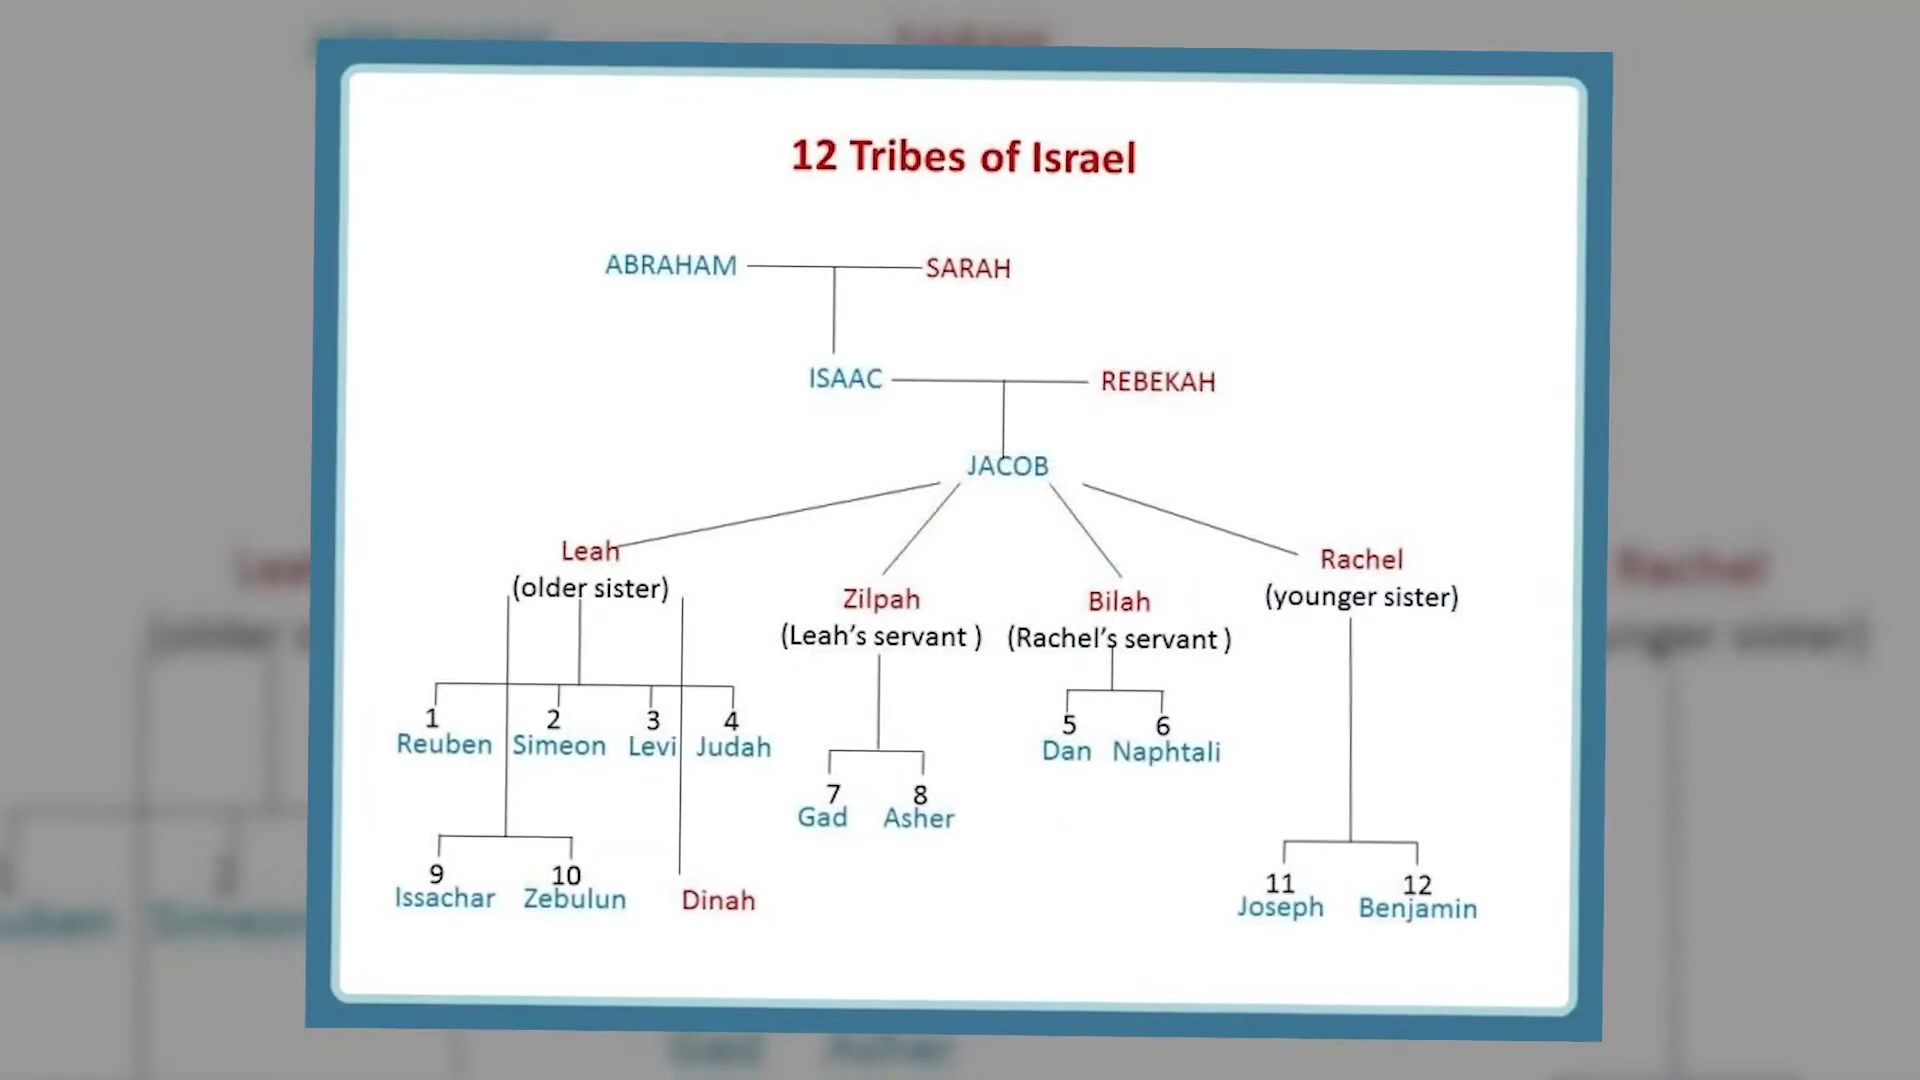 12 Tribes of Israel
ABRAHAM SARAH
ISAAC REBEKAH
JACOB
Leah
(older sister)
Zilpah
(Leah's servant )
Bilah
(Rachel's servant )
Rachel
(younger sister)
1 2 3 4
Reuben Simeon Levi Judah
5 6
Dan Naphtali
7 8
Gad Asher
9 10
Issachar Zebulun Dinah
11 12
Joseph Benjamin